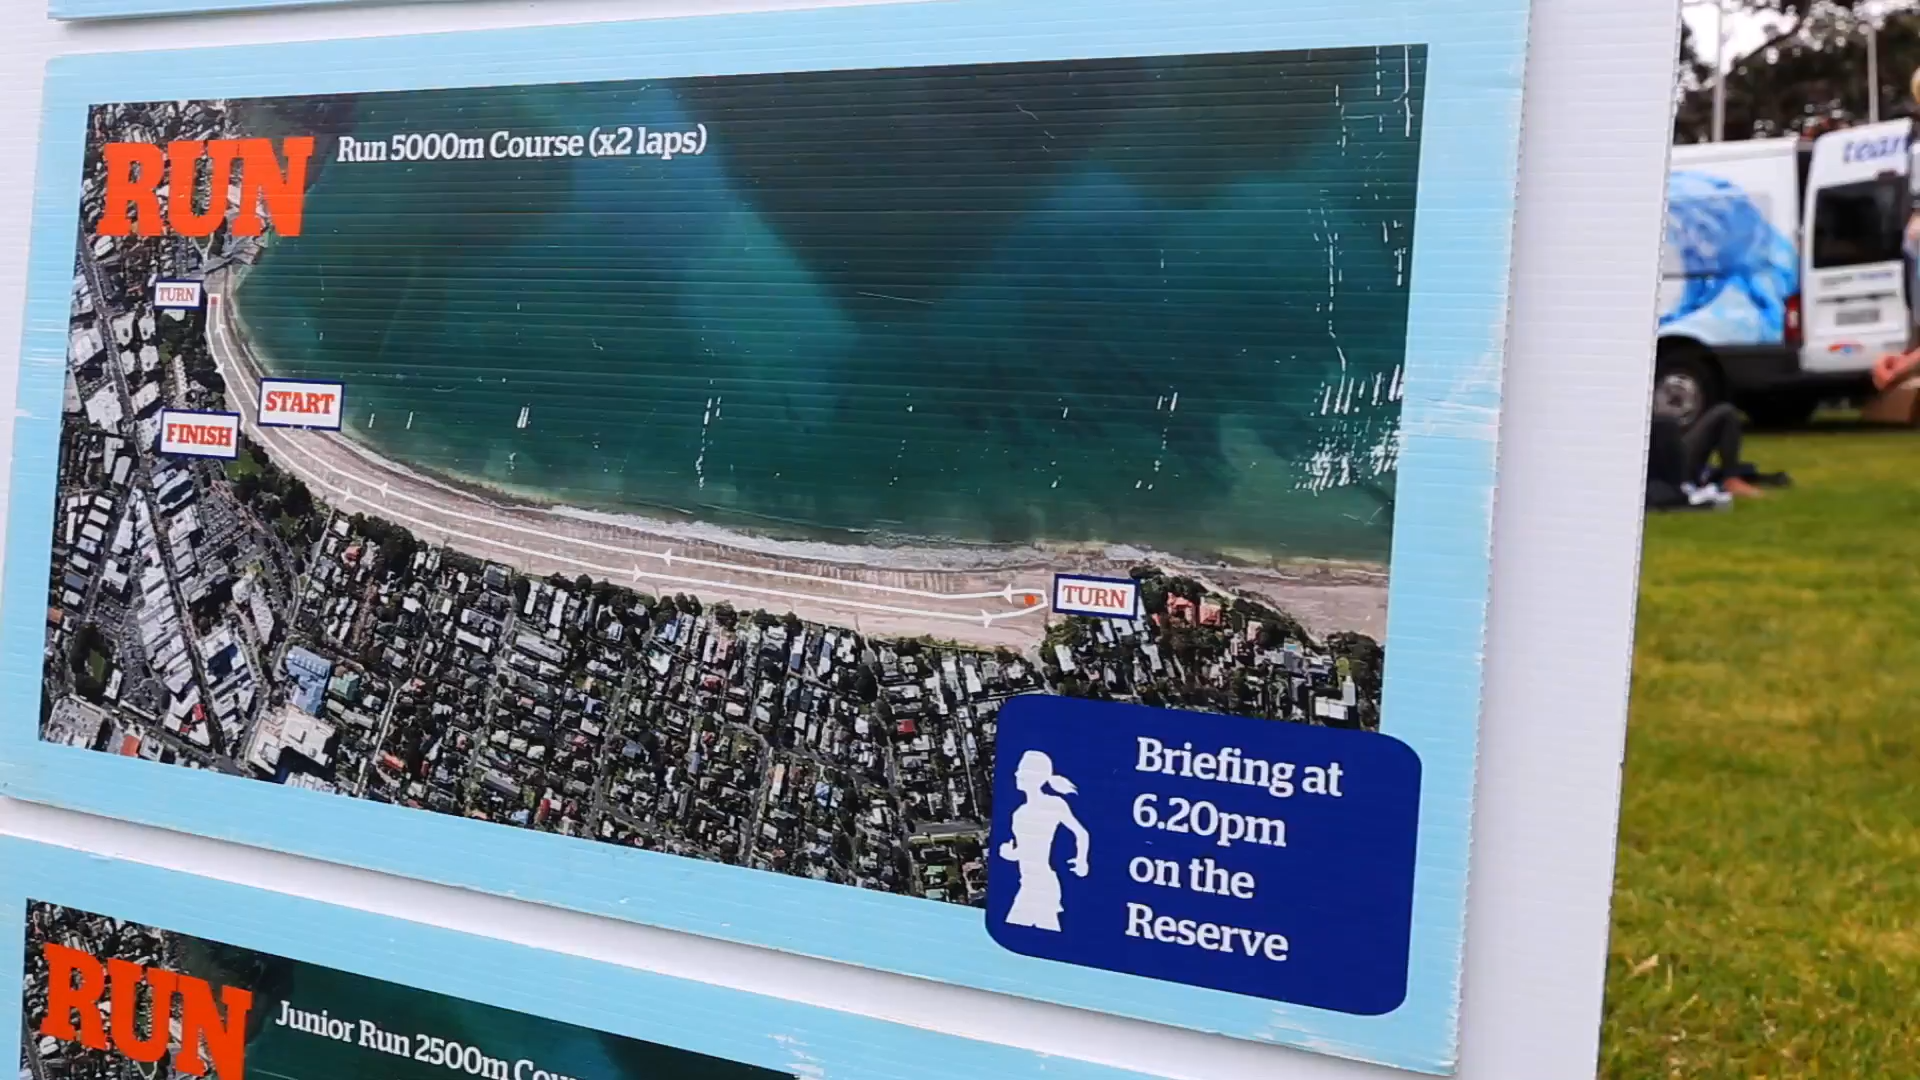 RUN
Run 5000m Course (x2 laps)
TURN
START
FINISH
TURN
Briefing at
6.20pm
on the
Reserve
RUN
Junior Run 2500m
team